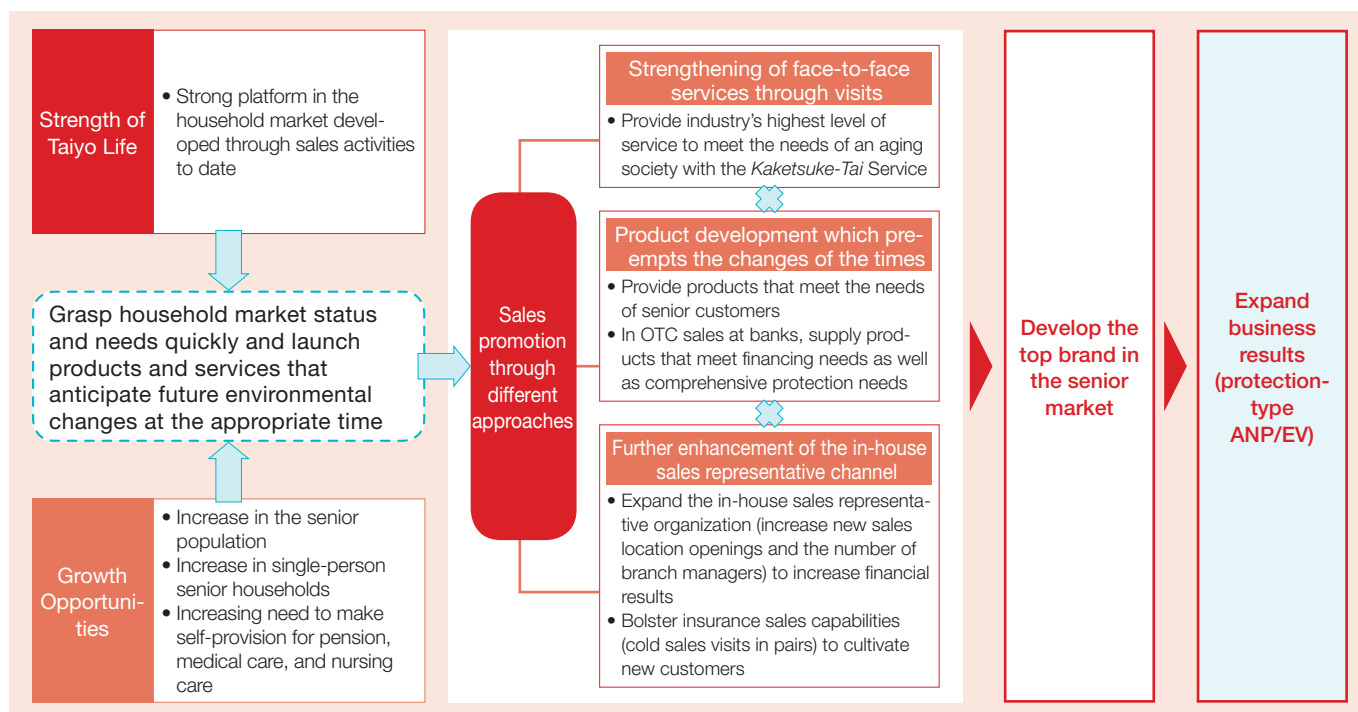 Strength of
Taiyo Life
• Strong platform in the
household market devel-
oped through sales activities
to date
Grasp household market status
and needs quickly and launch
products and services that
anticipate future environmental
changes at the appropriate time
Growth
Opportuni-
ties
• Increase in the senior
population
• Increase in single-person
senior households
• Increasing need to make
self-provision for pension,
medical care, and nursing
care
Sales
promotion
through
different
approaches
Strengthening of face-to-face
services through visits
• Provide industry's highest level of
service to meet the needs of an aging
society with the Kaketsuke-Tai Service
Product development which pre-
empts the changes of the times
• Provide products that meet the needs
of senior customers
• In OTC sales at banks, supply prod-
ucts that meet financing needs as well
as comprehensive protection needs
Further enhancement of the in-house
sales representative channel
• Expand the in-house sales representa-
tive organization (increase new sales
location openings and the number of
branch managers) to increase financial
results
• Bolster insurance sales capabilities
(cold sales visits in pairs) to cultivate
new customers
Develop the
top brand in
the senior
market
Expand
business
results
(protection-
type
ANP/EV)